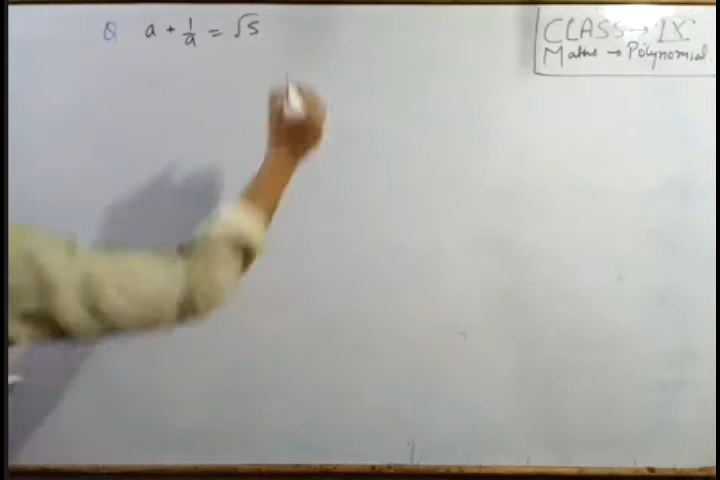 Q a + 1/a = √5
CLASS → IX
Maths → Polynomial